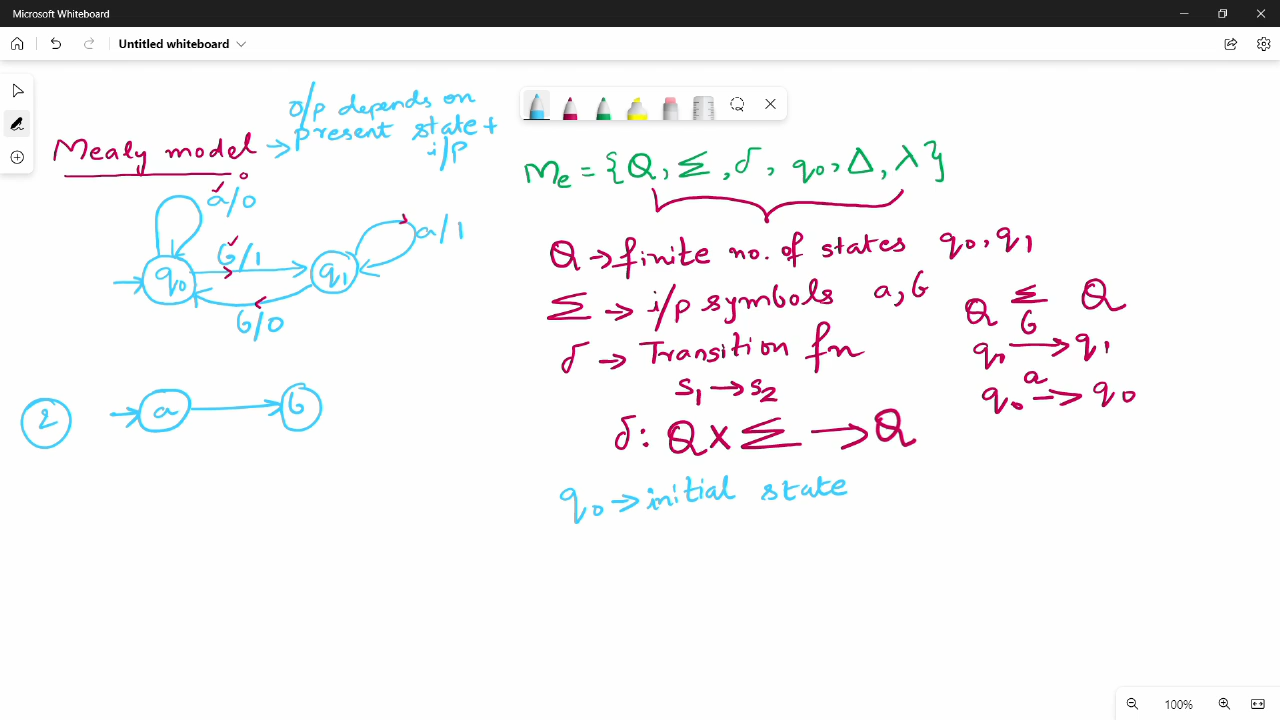 Microsoft Whiteboard
Untitled whiteboard
Mealy model → o/p depends on
present state +
i/p
a/0
b/1
a/1
q0
q1
b/0
2
a
b
Me = {Q, Σ, δ, q0, Δ, λ}
Q → finite no. of states q0, q1
Σ → i/p symbols a, b
δ → Transition fn
S1 → S2
δ: Q X Σ → Q
q0 → initial state
Q Σ Q
b
q0 → q1
a
q0 → q0
100%